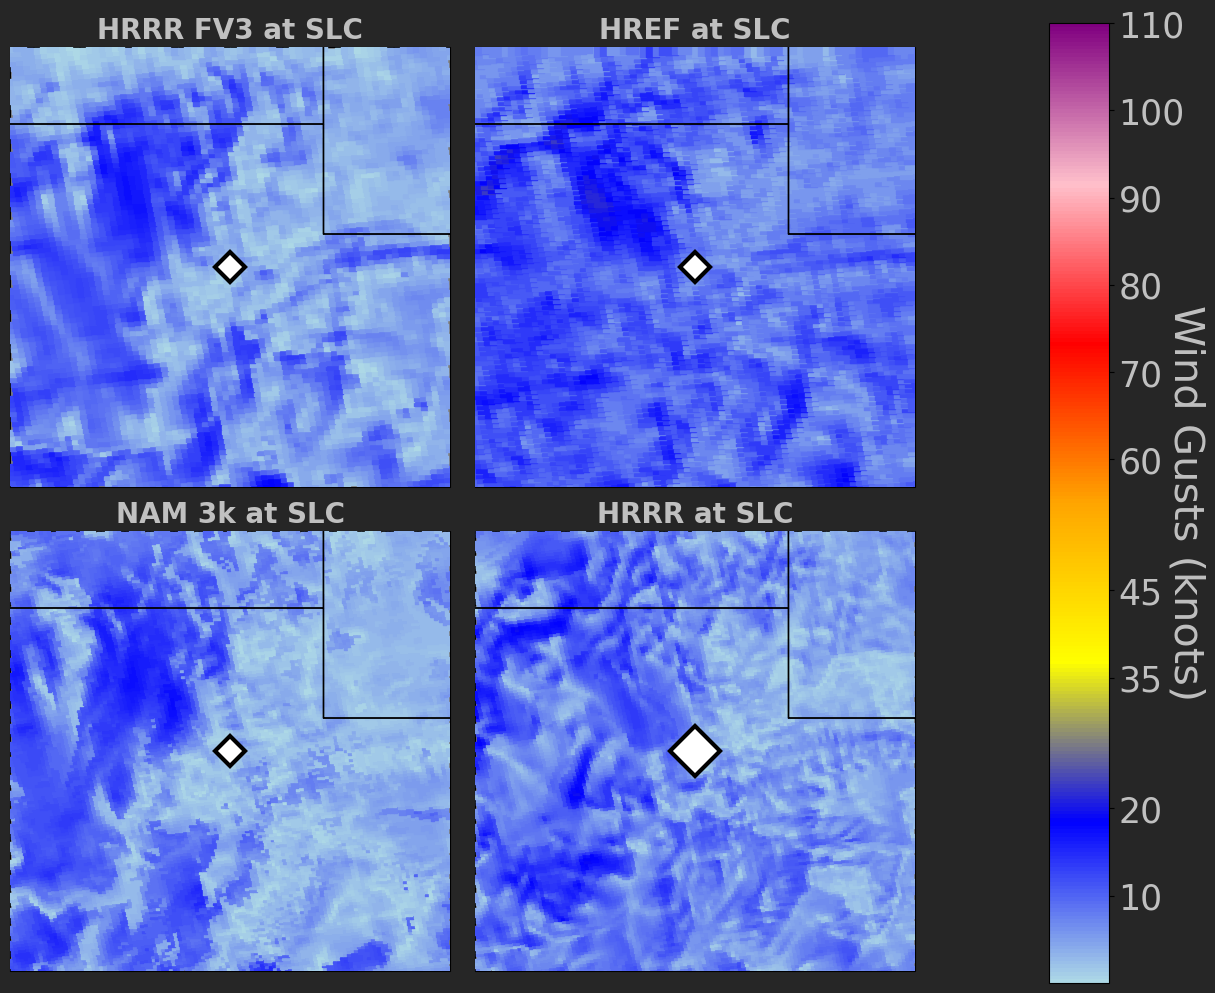 HRRR FV3 at SLC
HREF at SLC
NAM 3k at SLC
HRRR at SLC
110
100
90
80
70
60
45
35
20
10
Wind Gusts (knots)